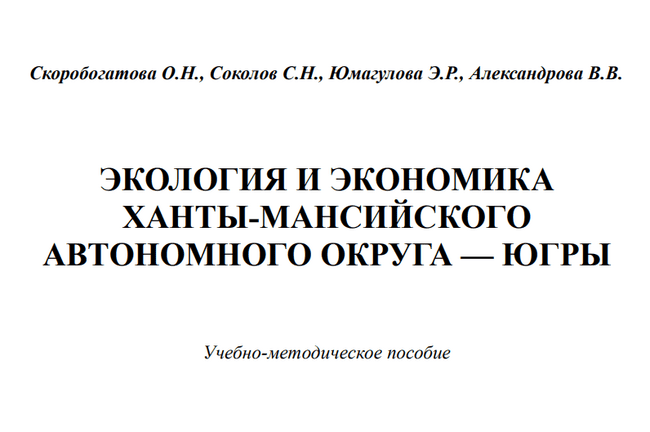 Скоробогатова О.Н., Соколов С.Н., Юмагулова Э.Р., Александрова В.В.
ЭКОЛОГИЯ И ЭКОНОМИКА
ХАНТЫ-МАНСИЙСКОГО
АВТОНОМНОГО ОКРУГА — ЮГРЫ
Учебно-методическое пособие